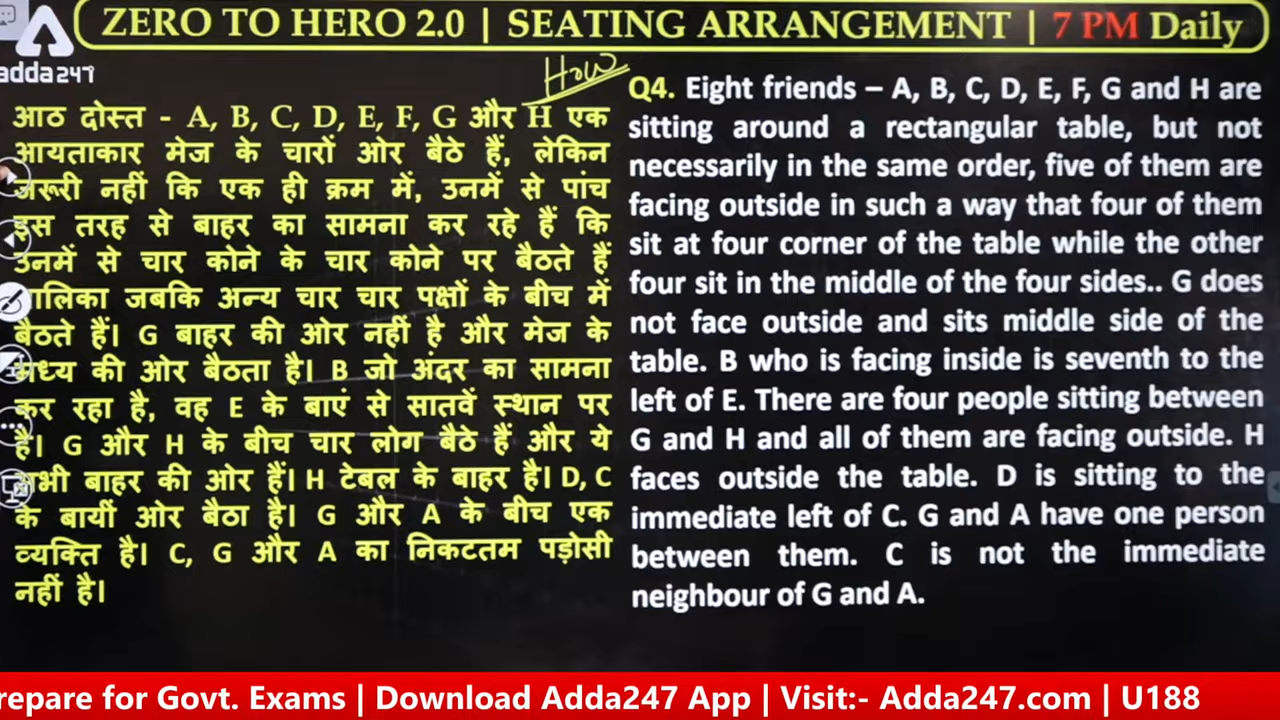 ZERO TO HERO 2.0 | SEATING ARRANGEMENT | 7 PM Daily
adda247
How
आठ दोस्त - A, B, C, D, E, F, G और H एक
आयताकार मेज के चारों ओर बैठे हैं, लेकिन
जरूरी नहीं कि एक ही क्रम में, उनमें से पांच
इस तरह से बाहर का सामना कर रहे हैं कि
उनमें से चार कोने के चार कोने पर बैठते हैं
तालिका जबकि अन्य चार चार पक्षों के बीच में
बैठते हैं। G बाहर की ओर नहीं है और मेज के
मध्य की ओर बैठता है। B जो अंदर का सामना
कर रहा है, वह E के बाएं से सातवें स्थान पर
है। G और H के बीच चार लोग बैठे हैं और ये
सभी बाहर की ओर हैं। H टेबल के बाहर है। D, C
के बायीं ओर बैठा है। G और A के बीच एक
व्यक्ति है। C, G और A का निकटतम पड़ोसी
नहीं है।
Q4. Eight friends – A, B, C, D, E, F, G and H are
sitting around a rectangular table, but not
necessarily in the same order, five of them are
facing outside in such a way that four of them
sit at four corner of the table while the other
four sit in the middle of the four sides.. G does
not face outside and sits middle side of the
table. B who is facing inside is seventh to the
left of E. There are four people sitting between
G and H and all of them are facing outside. H
faces outside the table. D is sitting to the
immediate left of C. G and A have one person
between them. C is not the immediate
neighbour of G and A.
repare for Govt. Exams | Download Adda247 App | Visit:- Adda247.com | U188